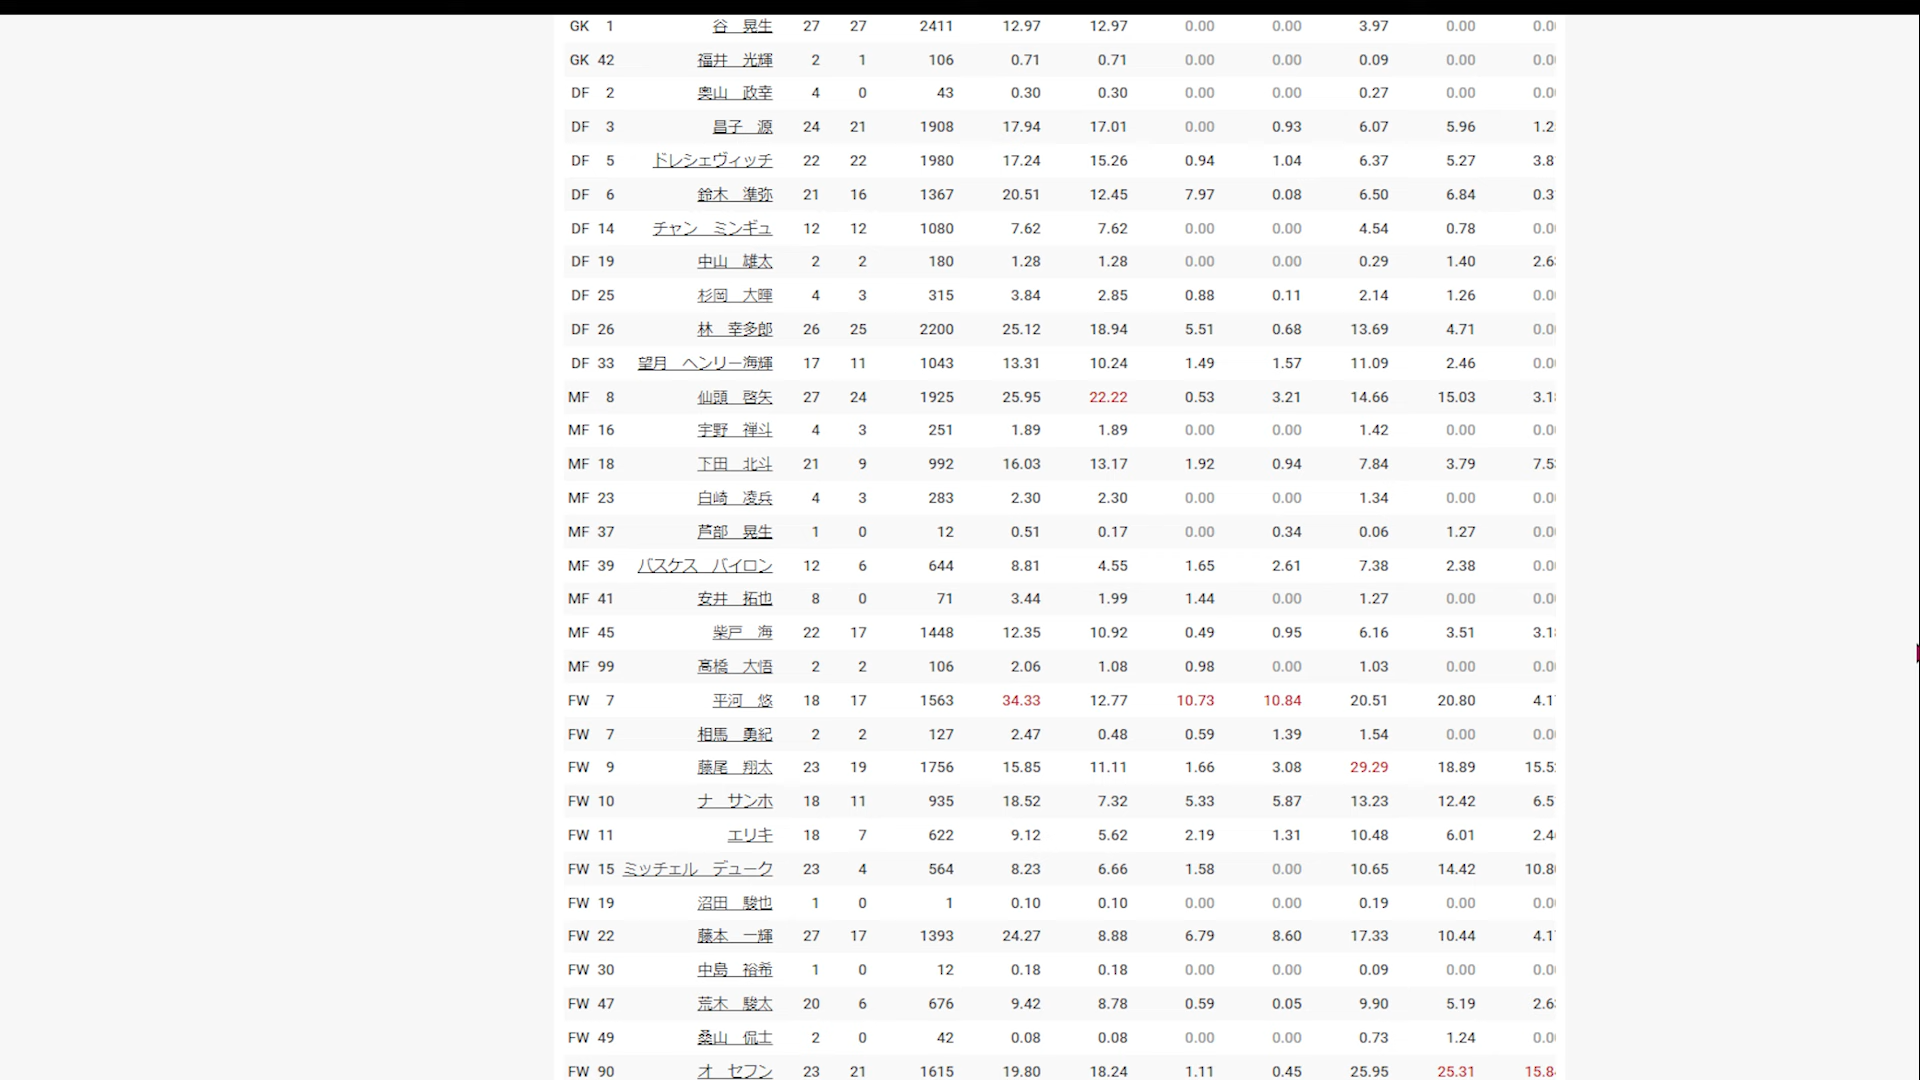 GK 1 谷　晃生 27 27 2411 12.97 12.97 0.00 0.00 3.97 0.00
GK 42 福井　光輝 2 1 106 0.71 0.71 0.00 0.00 0.09 0.00
DF 2 奥山　政幸 4 0 43 0.30 0.30 0.00 0.00 0.27 0.00
DF 3 昌子　源 24 21 1908 17.94 17.01 0.00 0.93 6.07 5.96
DF 5 ドレシェヴィッチ 22 22 1980 17.24 15.26 0.94 1.04 6.37 5.27
DF 6 鈴木　準弥 21 16 1367 20.51 12.45 7.97 0.08 6.50 6.84
DF 14 チャン　ミンギュ 12 12 1080 7.62 7.62 0.00 0.00 4.54 0.78
DF 19 中山　雄太 2 2 180 1.28 1.28 0.00 0.00 0.29 1.40
DF 25 杉岡　大暉 4 3 315 3.84 2.85 0.88 0.11 2.14 1.26
DF 26 林　幸多郎 26 25 2200 25.12 18.94 5.51 0.68 13.69 4.71
DF 33 望月　ヘンリー海輝 17 11 1043 13.31 10.24 1.49 1.57 11.09 2.46
MF 8 仙頭　啓矢 27 24 1925 25.95 22.22 0.53 3.21 14.66 15.03
MF 16 宇野　禅斗 4 3 251 1.89 1.89 0.00 0.00 1.42 0.00
MF 18 下田　北斗 21 9 992 16.03 13.17 1.92 0.94 7.84 3.79
MF 23 白崎　凌兵 4 3 283 2.30 2.30 0.00 0.00 1.34 0.00
MF 37 芦部　晃生 1 0 12 0.51 0.17 0.00 0.34 0.06 1.27
MF 39 バスケス　バイロン 12 6 644 8.81 4.55 1.65 2.61 7.38 2.38
MF 41 安井　拓也 8 0 71 3.44 1.99 1.44 0.00 1.27 0.00
MF 45 柴戸　海 22 17 1448 12.35 10.92 0.49 0.95 6.16 3.51
MF 99 髙橋　大悟 2 2 106 2.06 1.08 0.98 0.00 1.03 0.00
FW 7 平河　悠 18 17 1563 34.33 12.77 10.73 10.84 20.51 20.80
FW 7 相馬　勇紀 2 2 127 2.47 0.48 0.59 1.39 1.54 0.00
FW 9 藤尾　翔太 23 19 1756 15.85 11.11 1.66 3.08 29.29 18.89
FW 10 ナ　サンホ 18 11 935 18.52 7.32 5.33 5.87 13.23 12.42
FW 11 エリキ 18 7 622 9.12 5.62 2.19 1.31 10.48 6.01
FW 15 ミッチェル　デューク 23 4 564 8.23 6.66 1.58 0.00 10.65 14.42
FW 19 沼田　駿也 1 0 1 0.10 0.10 0.00 0.00 0.19 0.00
FW 22 藤本　一輝 27 17 1393 24.27 8.88 6.79 8.60 17.33 10.44
FW 30 中島　裕希 1 0 12 0.18 0.18 0.00 0.00 0.09 0.00
FW 47 荒木　駿太 20 6 676 9.42 8.78 0.59 0.05 9.90 5.19
FW 49 桑山　侃士 2 0 42 0.08 0.08 0.00 0.00 0.73 1.24
FW 90 オ　セフン 23 21 1615 19.80 18.24 1.11 0.45 25.95 25.31